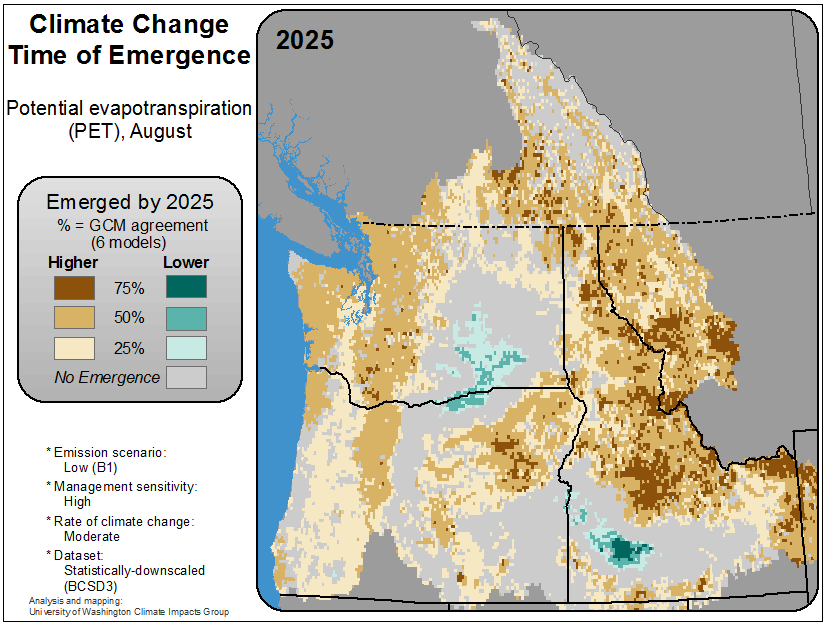 Climate Change
Time of Emergence
Potential evapotranspiration
(PET), August
2025
Emerged by 2025
% = GCM agreement
(6 models)
Higher Lower
75%
50%
25%
No Emergence
* Emission scenario:
Low (B1)
* Management sensitivity:
High
* Rate of climate change:
Moderate
* Dataset:
Statistically-downscaled
(BCSD3)
Analysis and mapping:
University of Washington Climate Impacts Group